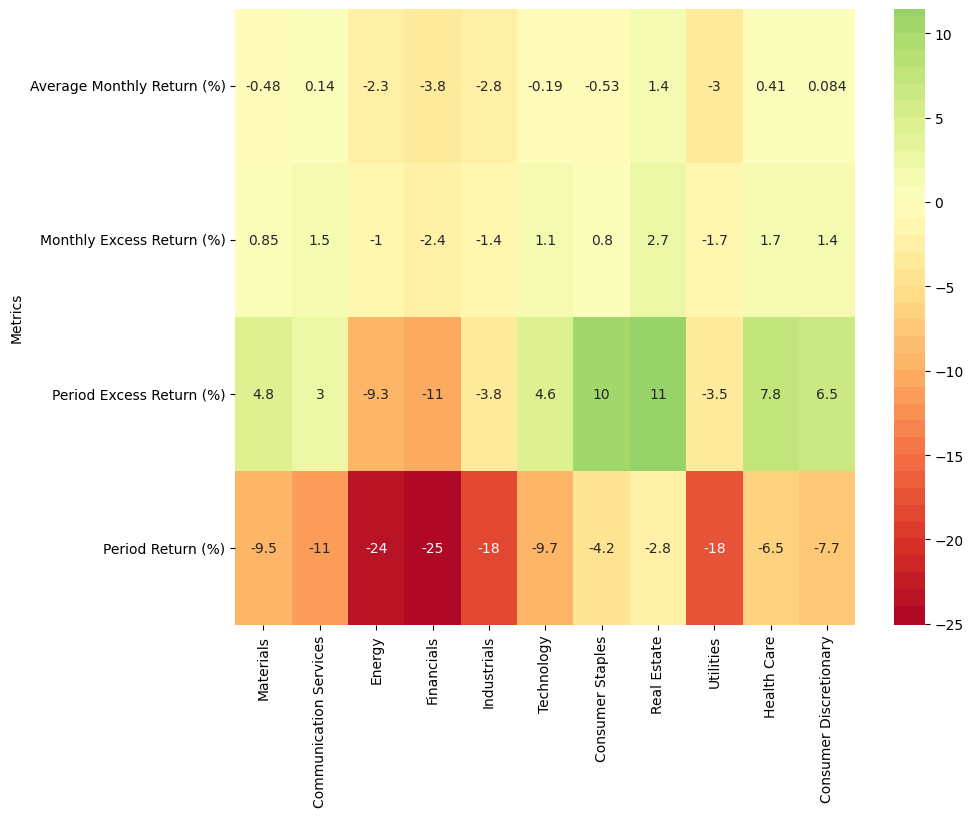 Metrics
Average Monthly Return (%)
-0.48 0.14 -2.3 -3.8 -2.8 -0.19 -0.53 1.4 -3 0.41 0.084
Monthly Excess Return (%)
0.85 1.5 -1 -2.4 -1.4 1.1 0.8 2.7 -1.7 1.7 1.4
Period Excess Return (%)
4.8 3 -9.3 -11 -3.8 4.6 10 11 -3.5 7.8 6.5
Period Return (%)
-9.5 -11 -24 -25 -18 -9.7 -4.2 -2.8 -18 -6.5 -7.7
Materials
Communication Services
Energy
Financials
Industrials
Technology
Consumer Staples
Real Estate
Utilities
Health Care
Consumer Discretionary
10
5
0
−5
−10
−15
−20
−25